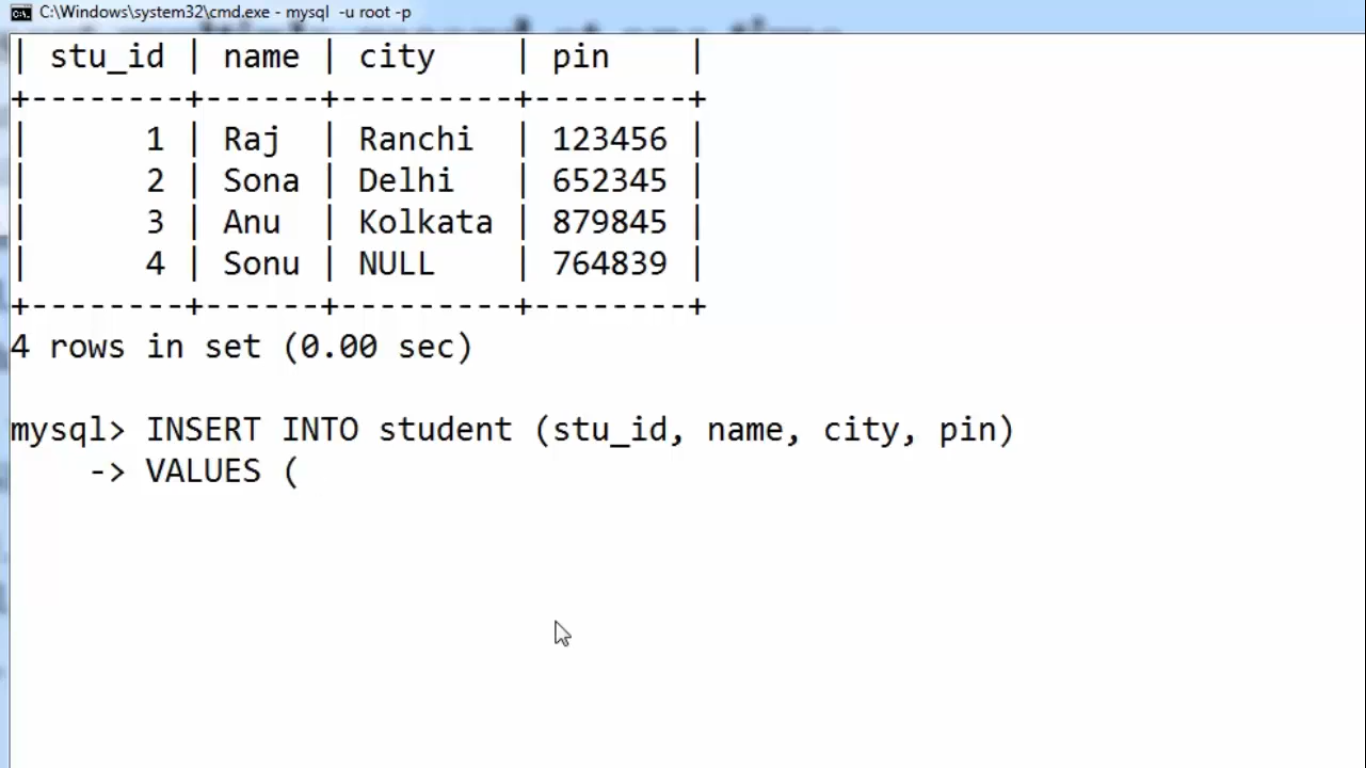 C:\Windows\system32\cmd.exe - mysql  -u root -p
| stu_id | name | city    | pin    |
+--------+------+---------+--------+
|      1 | Raj  | Ranchi  | 123456 |
|      2 | Sona | Delhi   | 652345 |
|      3 | Anu  | Kolkata | 879845 |
|      4 | Sonu | NULL    | 764839 |
+--------+------+---------+--------+
4 rows in set (0.00 sec)
mysql> INSERT INTO student (stu_id, name, city, pin)
    -> VALUES (